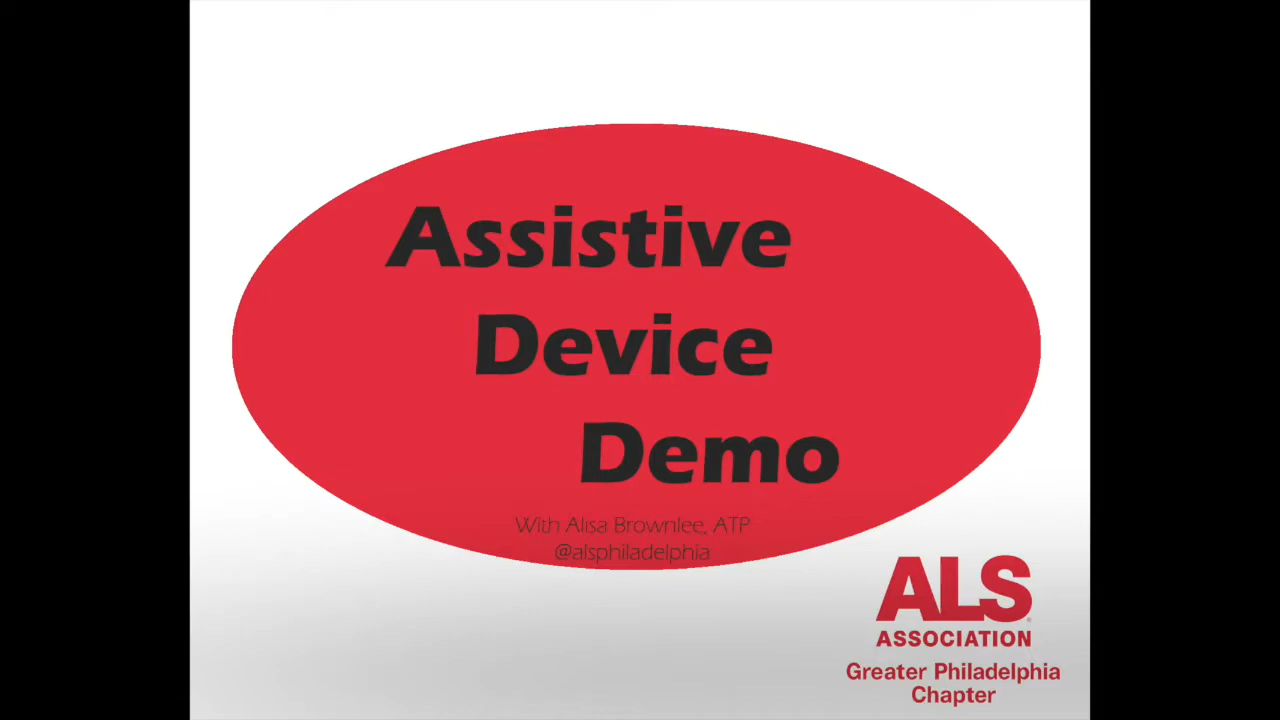 Assistive
Device
Demo
With Alisa Brownlee, ATP
@alsphiladelphia
ALS
ASSOCIATION
Greater Philadelphia
Chapter